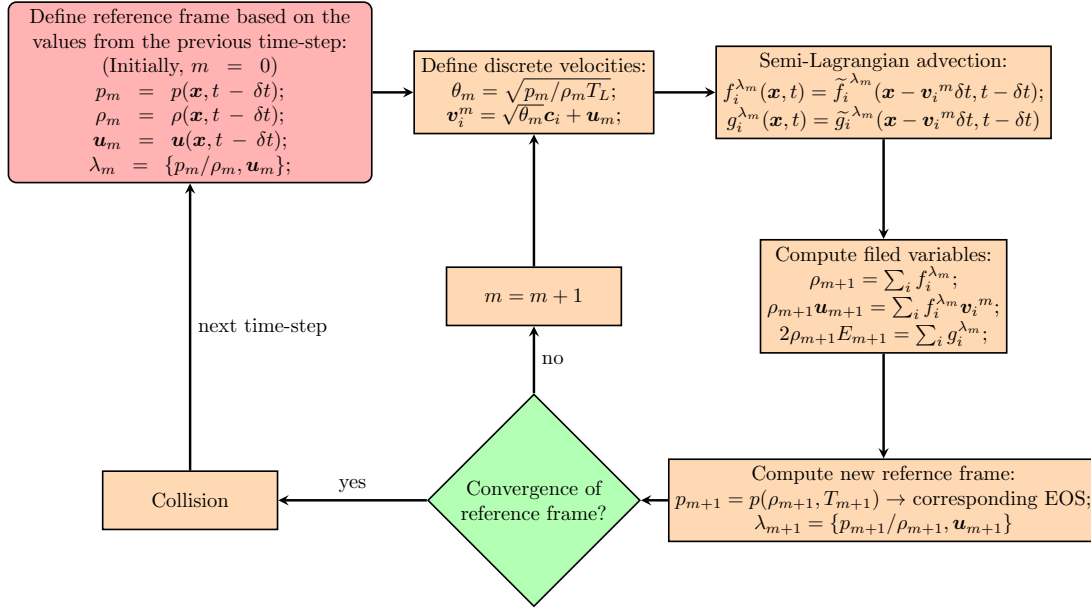 Define reference frame based on the
values from the previous time-step:
(Initially, m = 0)
p_m = p(x, t − δt);
ρ_m = ρ(x, t − δt);
u_m = u(x, t − δt);
λ_m = {p_m/ρ_m, u_m};
Define discrete velocities:
θ_m = √(p_m/ρ_m T_L);
v_i^m = √θ_m c_i + u_m;
Semi-Lagrangian advection:
f_i^{λ_m}(x, t) = f̃_i^{λ_m}(x − v_i^m δt, t − δt);
g_i^{λ_m}(x, t) = g̃_i^{λ_m}(x − v_i^m δt, t − δt)
Compute filed variables:
ρ_{m+1} = ∑_i f_i^{λ_m};
ρ_{m+1} u_{m+1} = ∑_i f_i^{λ_m} v_i^m;
2ρ_{m+1} E_{m+1} = ∑_i g_i^{λ_m};
Compute new refernce frame:
p_{m+1} = p(ρ_{m+1}, T_{m+1}) → corresponding EOS;
λ_{m+1} = {p_{m+1}/ρ_{m+1}, u_{m+1}}
Convergence of
reference frame?
no
m = m + 1
yes
Collision
next time-step